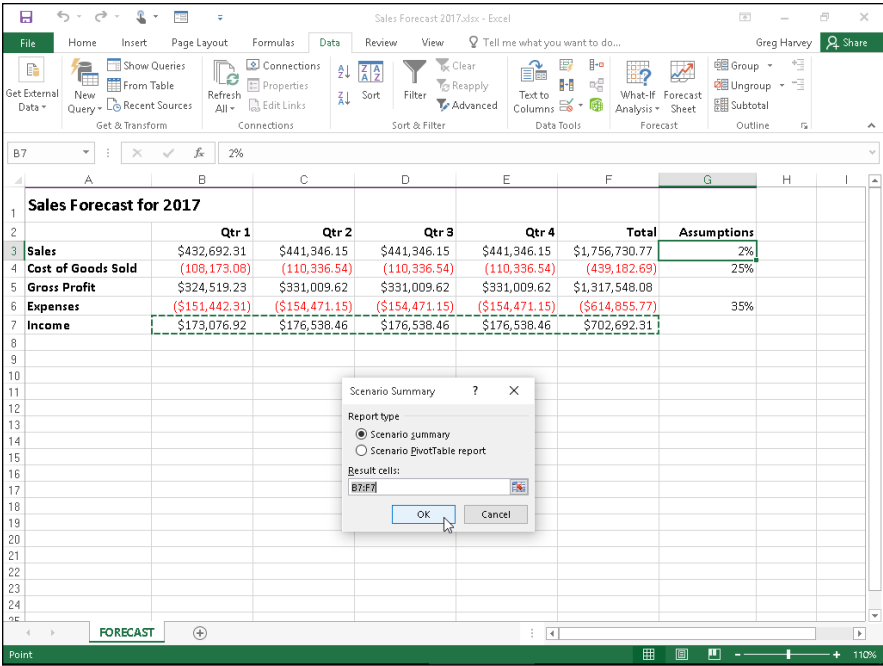 Sales Forecast 2017.xlsx - Excel
File Home Insert Page Layout Formulas Data Review View Tell me what you want to do... Greg Harvey Share
Get External Data
New Query
Show Queries
From Table
Recent Sources
Get & Transform
Refresh All
Connections
Properties
Edit Links
Connections
Sort
Filter
Clear
Reapply
Advanced
Sort & Filter
Text to Columns
Data Tools
What-If Analysis
Forecast Sheet
Forecast
Group
Ungroup
Subtotal
Outline
B7 fx 2%
A B C D E F G H I
1 Sales Forecast for 2017
2 Qtr 1 Qtr 2 Qtr 3 Qtr 4 Total Assumptions
3 Sales $432,692.31 $441,346.15 $441,346.15 $441,346.15 $1,756,730.77 2%
4 Cost of Goods Sold (108,173.08) (110,336.54) (110,336.54) (110,336.54) (439,182.69) 25%
5 Gross Profit $324,519.23 $331,009.62 $331,009.62 $331,009.62 $1,317,548.08
6 Expenses ($151,442.31) ($154,471.15) ($154,471.15) ($154,471.15) ($614,855.77) 35%
7 Income $173,076.92 $176,538.46 $176,538.46 $176,538.46 $702,692.31
8
9
10
11
12
13
14
15
16
17
18
19
20
21
22
23
24
25
Scenario Summary ?
Report type
Scenario summary
Scenario PivotTable report
Result cells:
B7:F7
OK Cancel
FORECAST
Point 110%